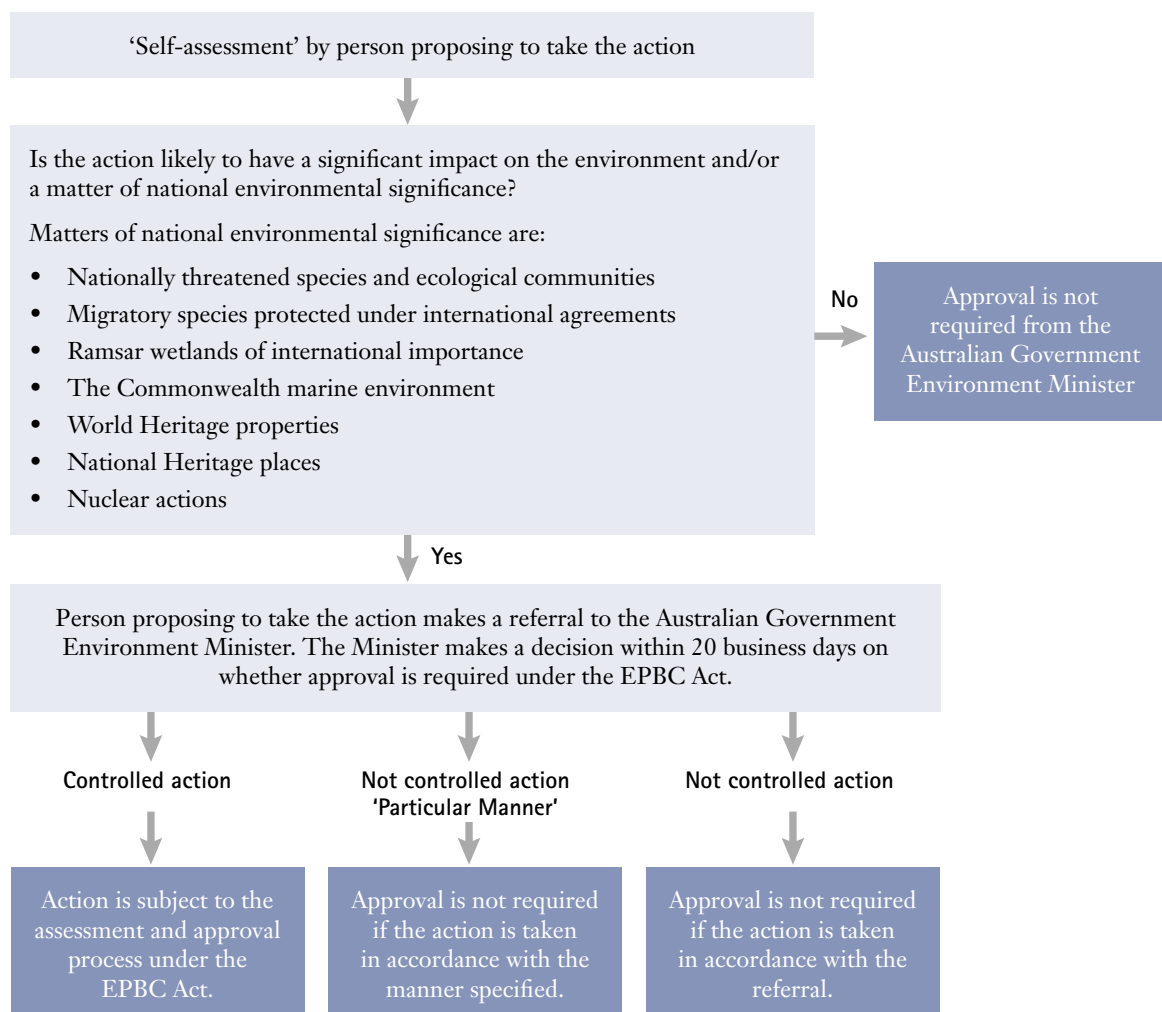 ‘Self-assessment’ by person proposing to take the action
Is the action likely to have a significant impact on the environment and/or
a matter of national environmental significance?
Matters of national environmental significance are:
• Nationally threatened species and ecological communities
• Migratory species protected under international agreements
• Ramsar wetlands of international importance
• The Commonwealth marine environment
• World Heritage properties
• National Heritage places
• Nuclear actions
No
Approval is not
required from the
Australian Government
Environment Minister
Yes
Person proposing to take the action makes a referral to the Australian Government
Environment Minister. The Minister makes a decision within 20 business days on
whether approval is required under the EPBC Act.
Controlled action
Action is subject to the
assessment and approval
process under the
EPBC Act.
Not controlled action
'Particular Manner'
Approval is not required
if the action is taken
in accordance with the
manner specified.
Not controlled action
Approval is not required
if the action is taken
in accordance with the
referral.